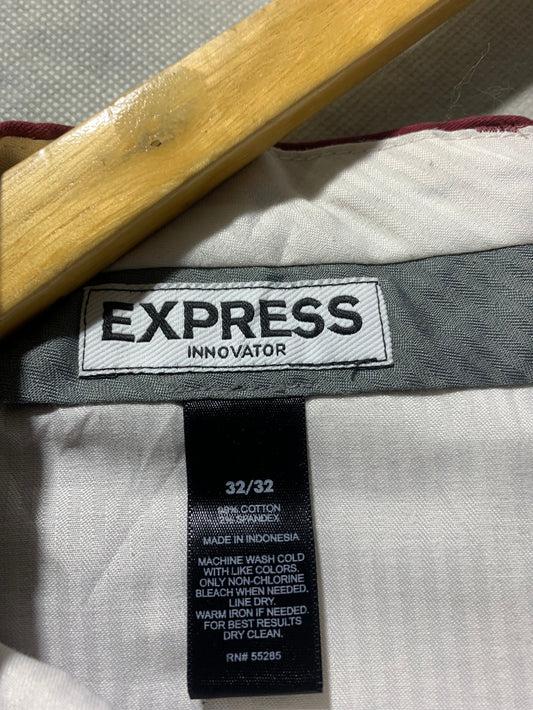 EXPRESS
INNOVATOR
32/32
98% COTTON
2% SPANDEX
MADE IN INDONESIA
MACHINE WASH COLD
WITH LIKE COLORS.
ONLY NON-CHLORINE
BLEACH WHEN NEEDED.
LINE DRY.
WARM IRON IF NEEDED.
FOR BEST RESULTS
DRY CLEAN.
RN# 55285